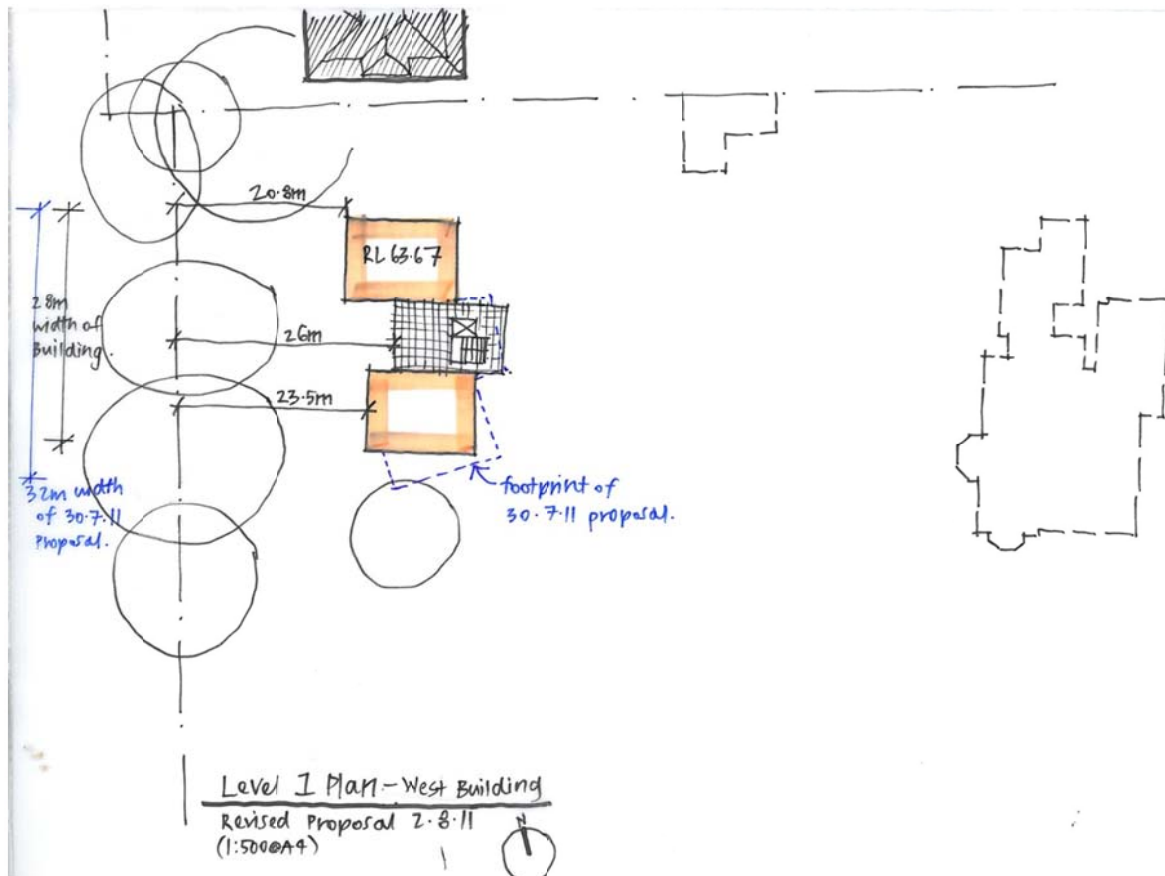 20.8m
RL 63.67
28m
width of
Building.
26m
23.5m
32m width
of 30.7.11
Proposal.
footprint of
30.7.11 proposal.
Level 1 Plan - West Building
Revised Proposal 2.8.11
(1:500@A4)
N